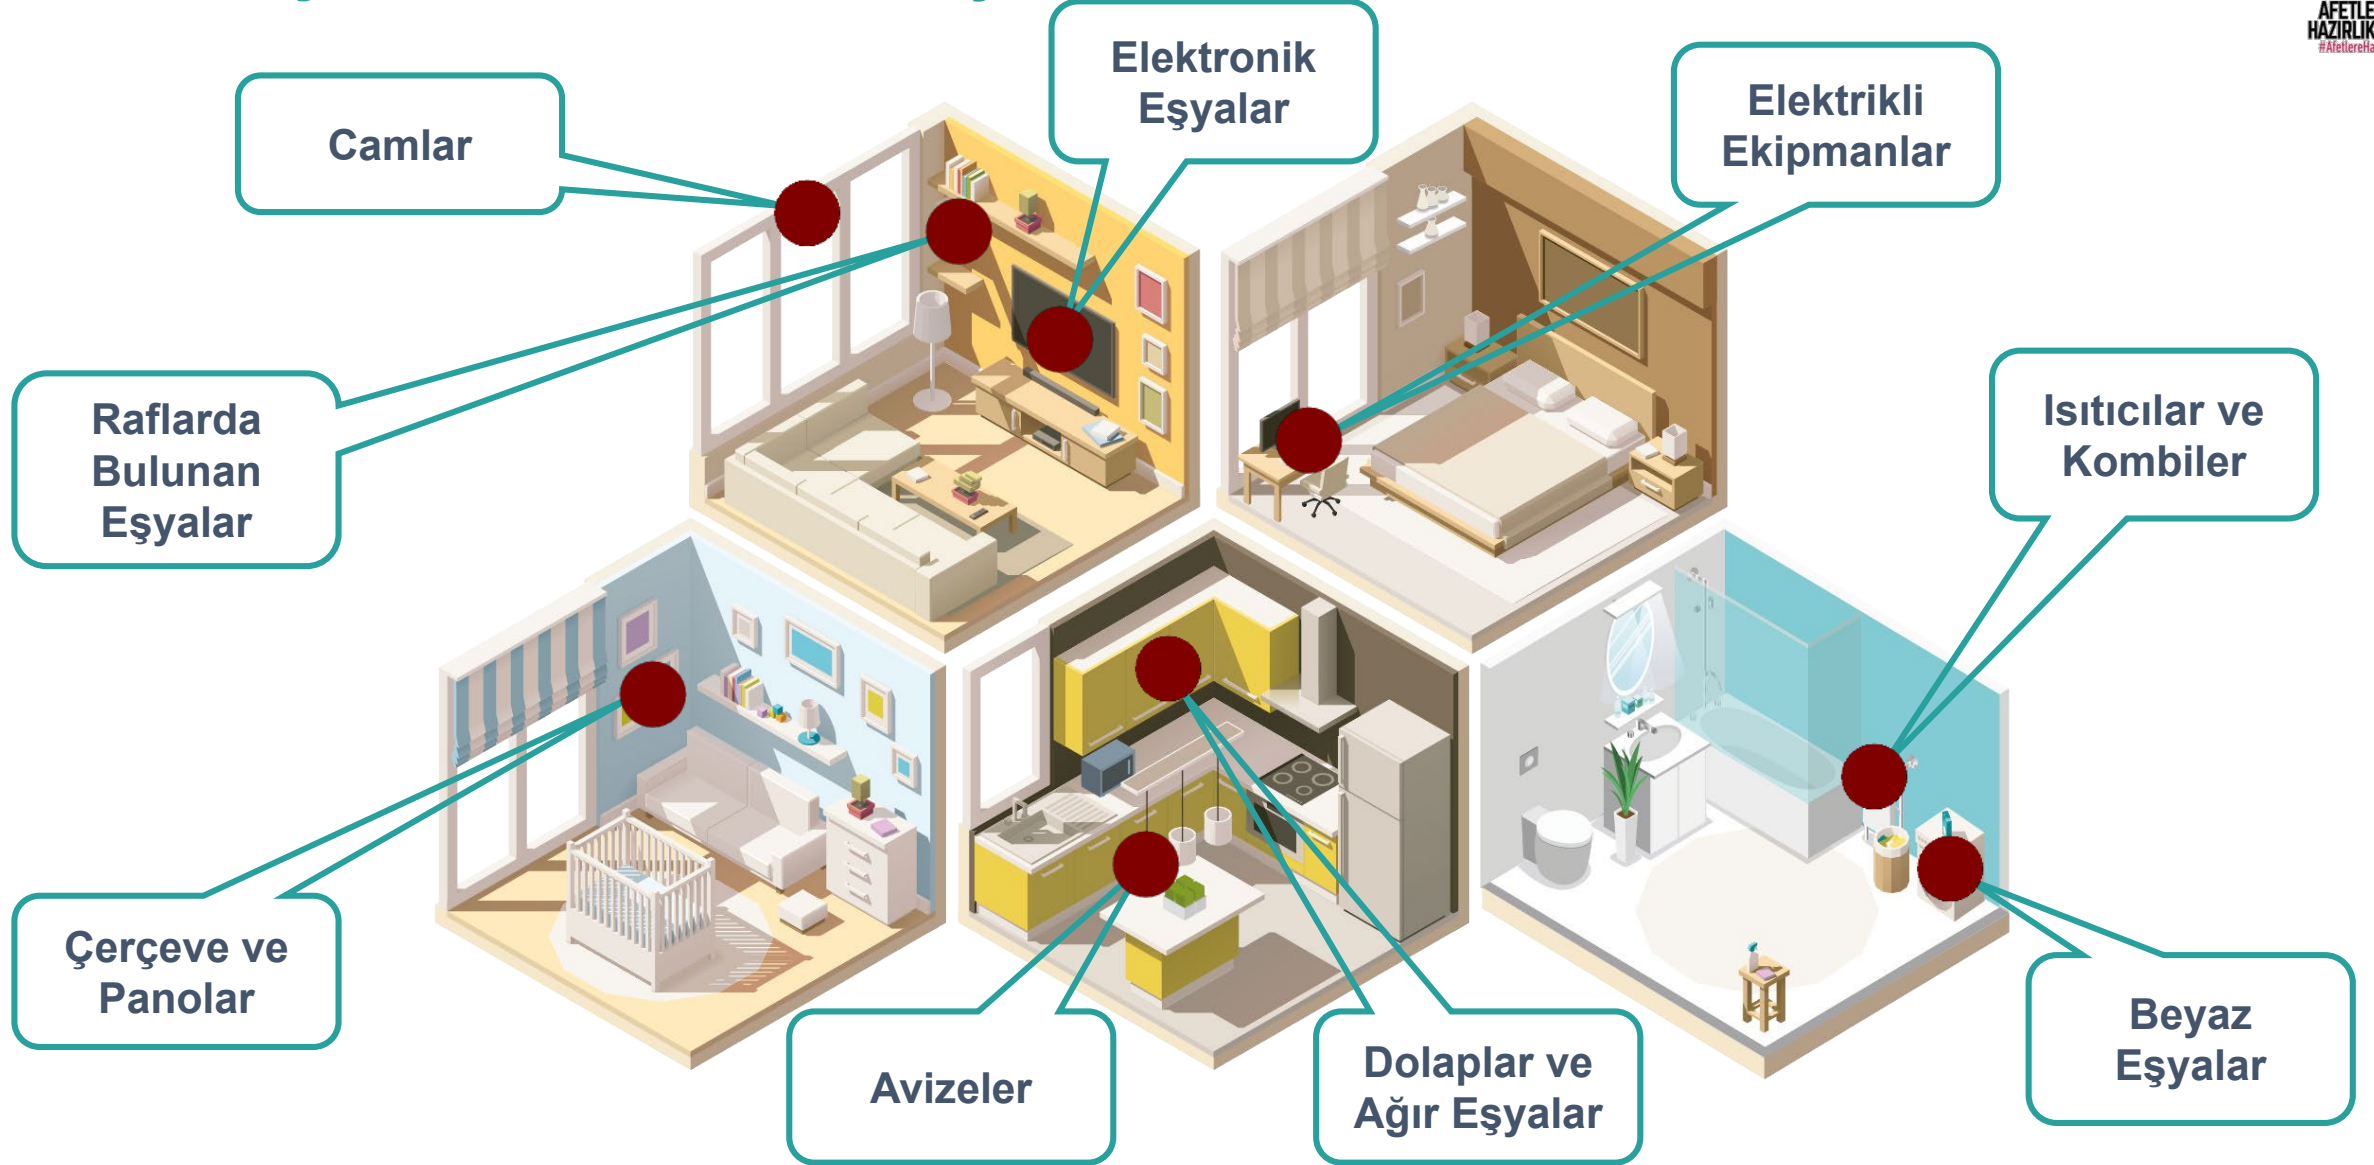 Elektronik
Eşyalar
Camlar
Elektrikli
Ekipmanlar
Raflarda
Bulunan
Eşyalar
Isıtıcılar ve
Kombiler
Çerçeve ve
Panolar
Avizeler
Dolaplar ve
Ağır Eşyalar
Beyaz
Eşyalar